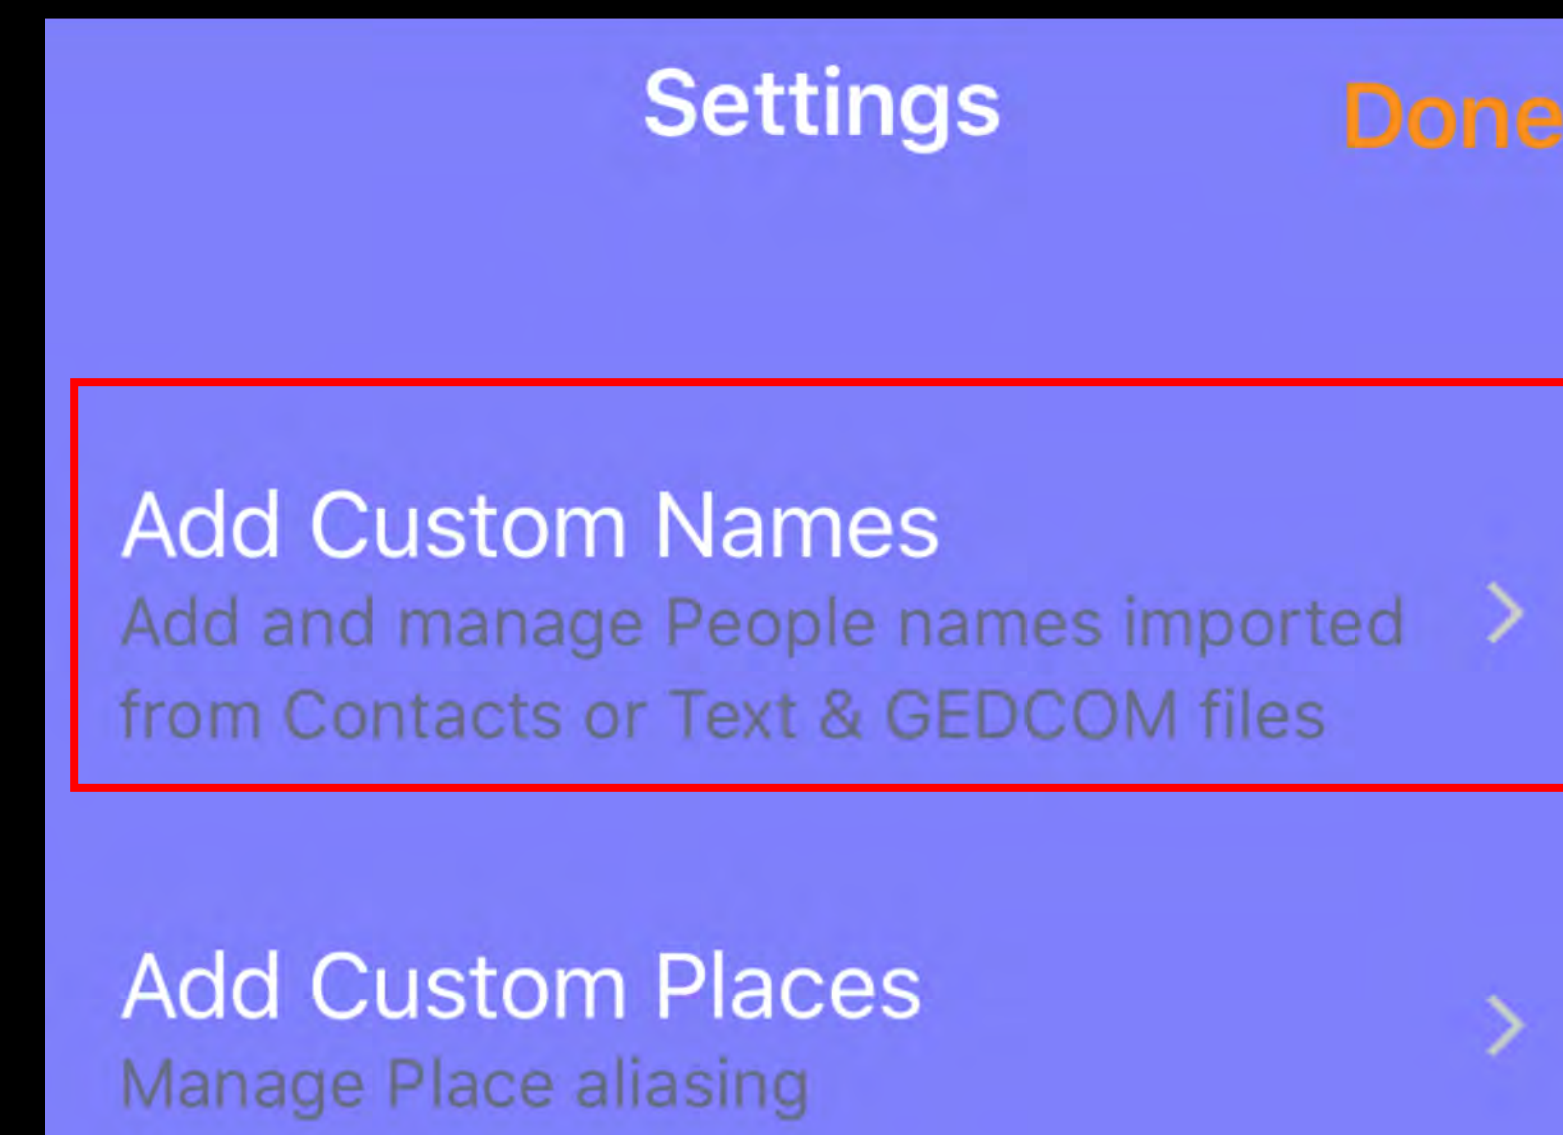 Settings
Done
Add Custom Names
Add and manage People names imported
from Contacts or Text & GEDCOM files
Add Custom Places
Manage Place aliasing